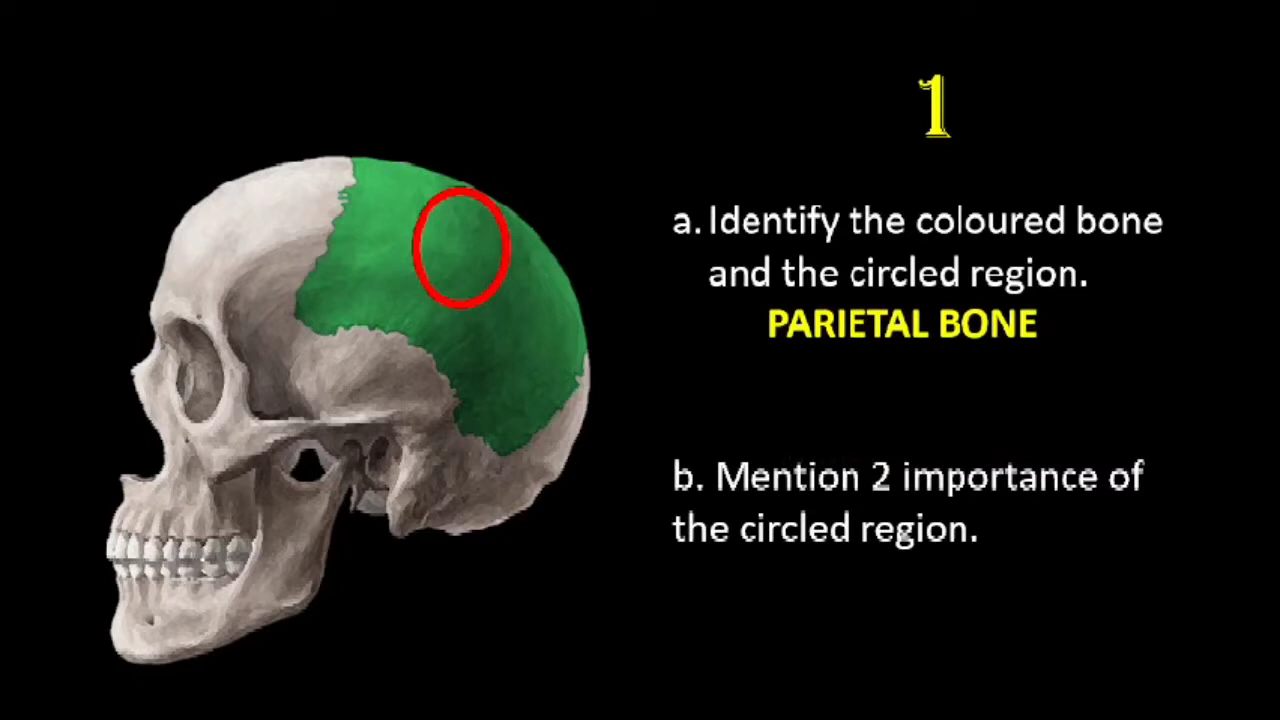 1
a. Identify the coloured bone
and the circled region.
PARIETAL BONE
b. Mention 2 importance of
the circled region.